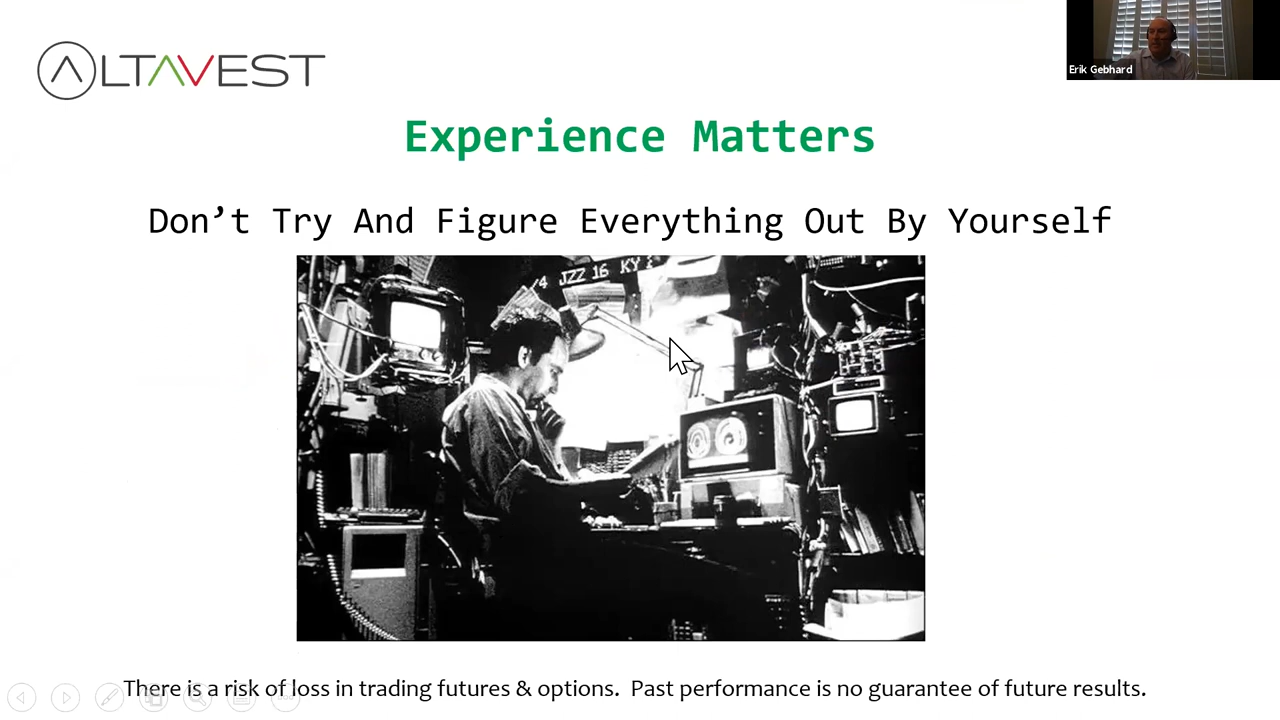 ALTAVEST
Erik Gebhard
Experience Matters
Don’t Try And Figure Everything Out By Yourself
4 JZZ 16 KY
There is a risk of loss in trading futures & options.  Past performance is no guarantee of future results.